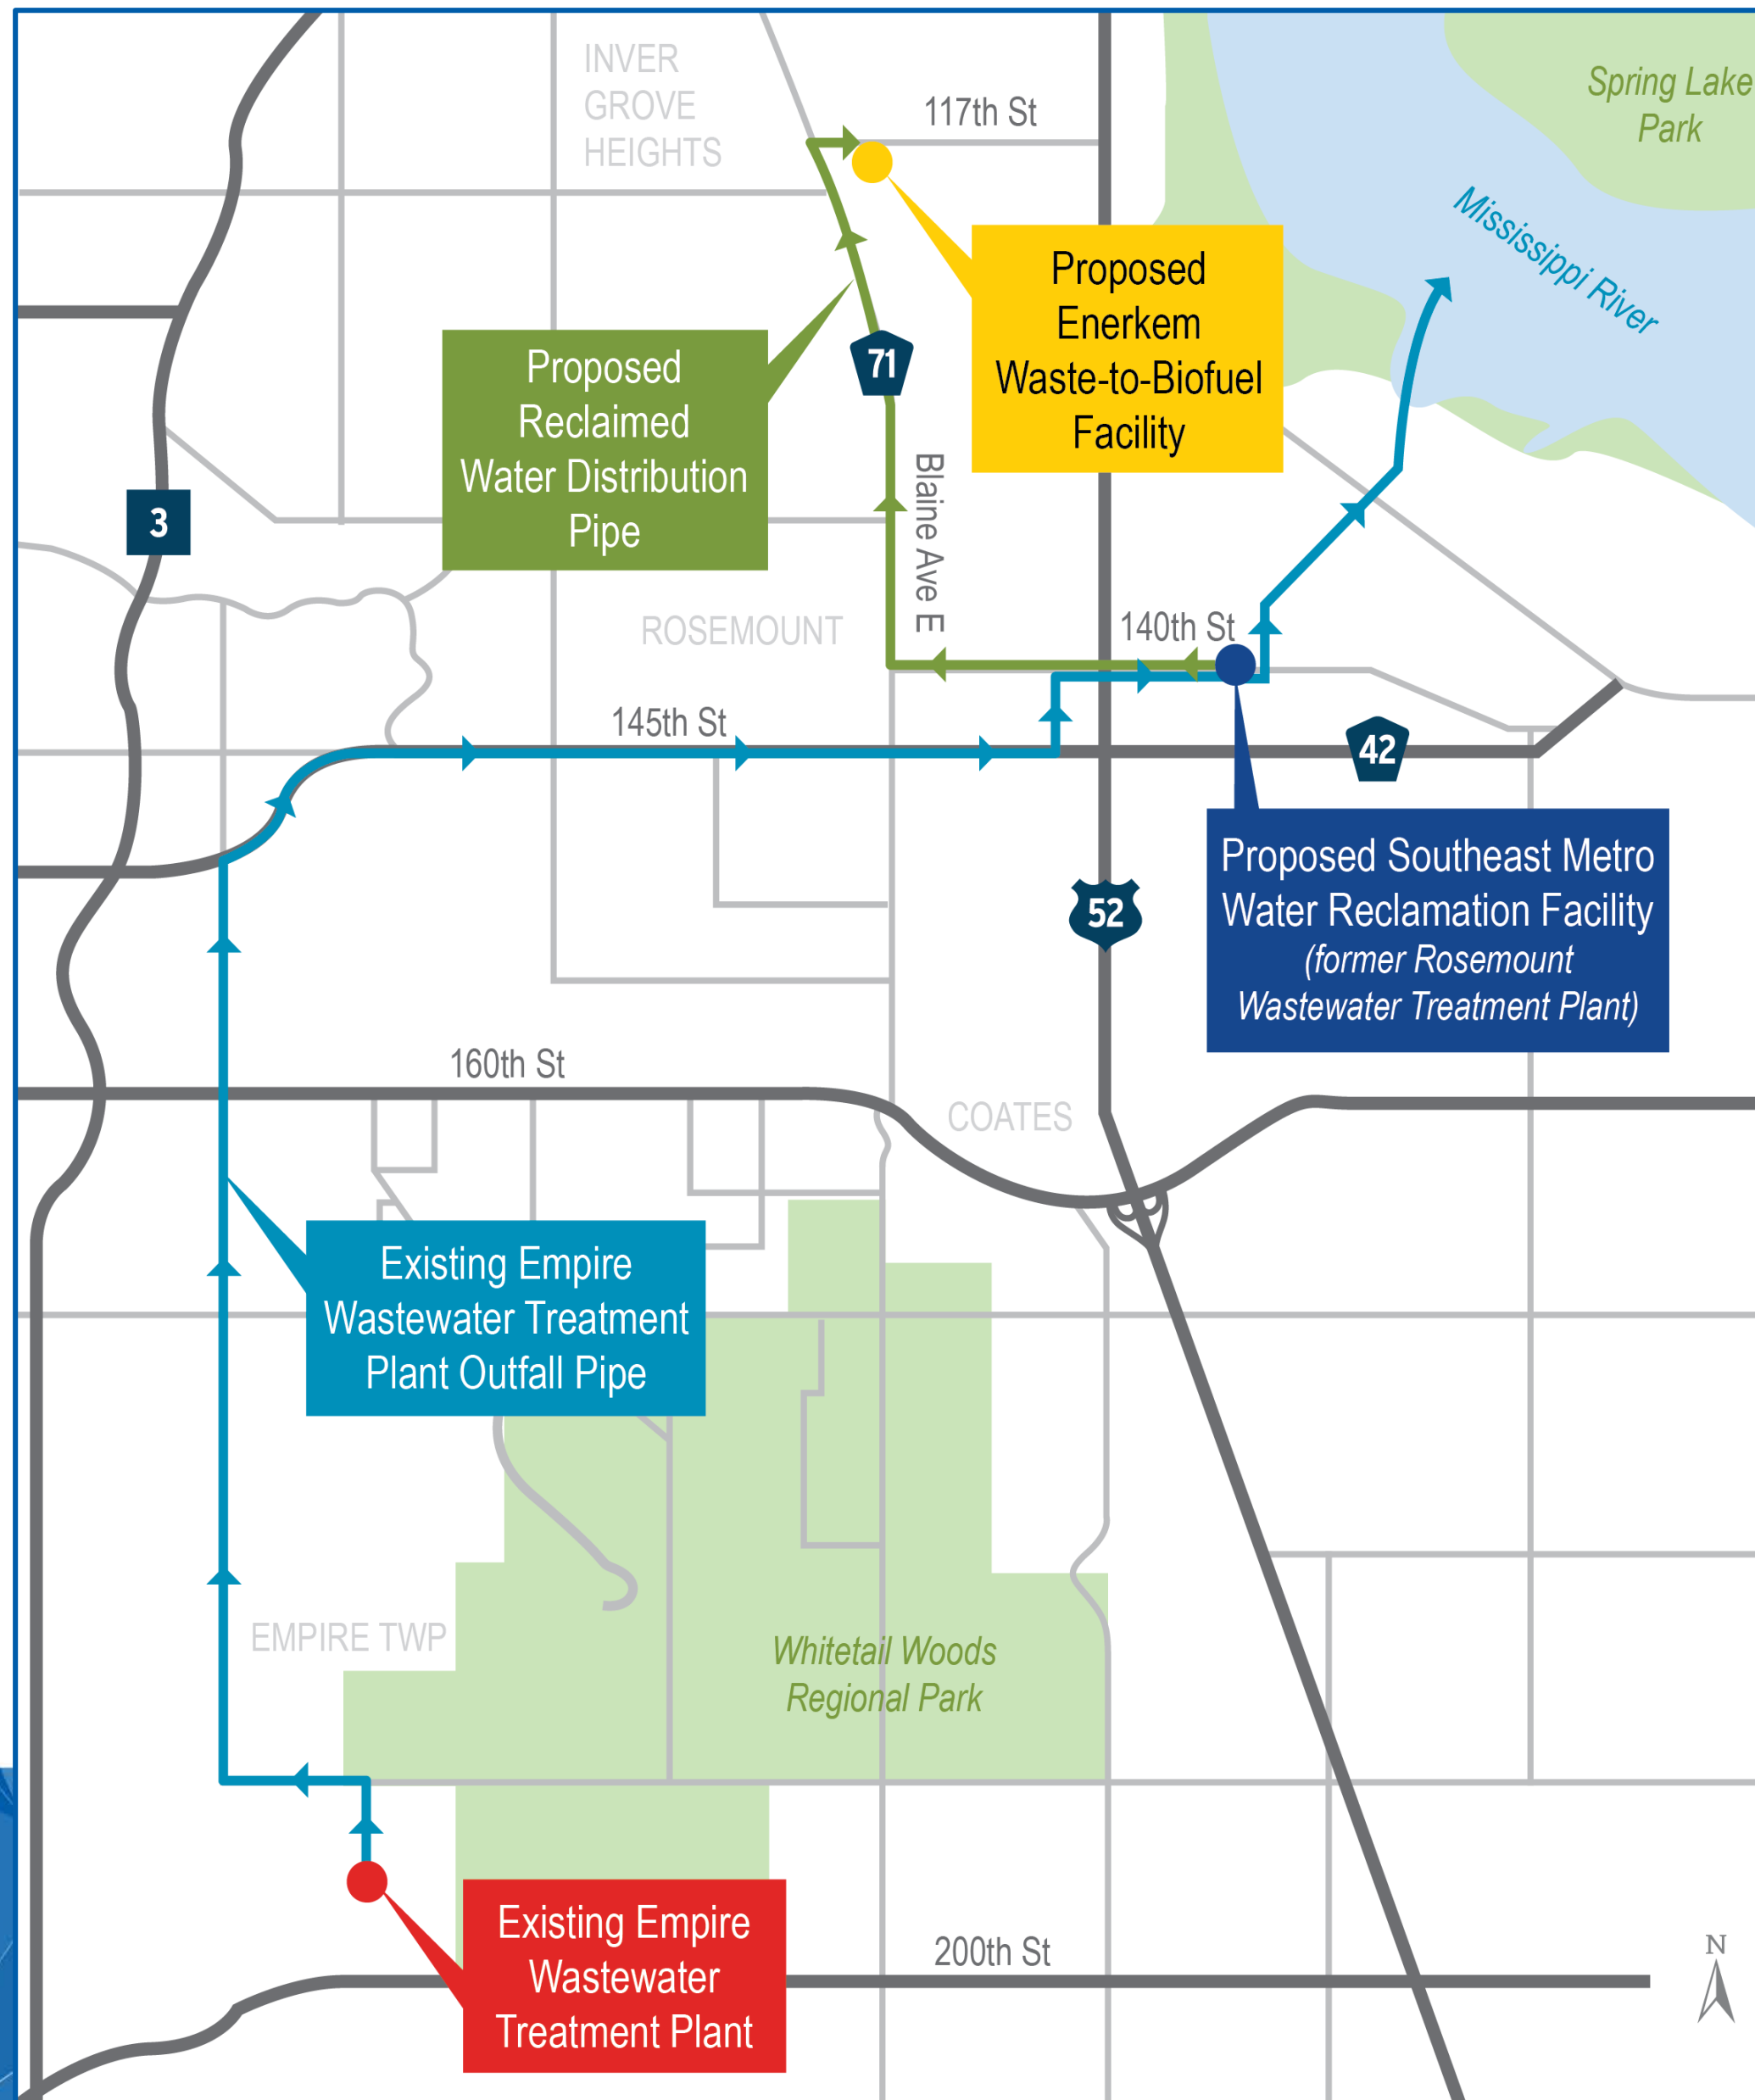 INVER
GROVE
HEIGHTS
117th St
Spring Lake
Park
Mississippi River
Proposed
Enerkem
Waste-to-Biofuel
Facility
Proposed
Reclaimed
Water Distribution
Pipe
71
Blaine Ave E
3
ROSEMOUNT
140th St
145th St
42
Proposed Southeast Metro
Water Reclamation Facility
(former Rosemount
Wastewater Treatment Plant)
52
160th St
COATES
Existing Empire
Wastewater Treatment
Plant Outfall Pipe
EMPIRE TWP
Whitetail Woods
Regional Park
Existing Empire
Wastewater
Treatment Plant
200th St
N